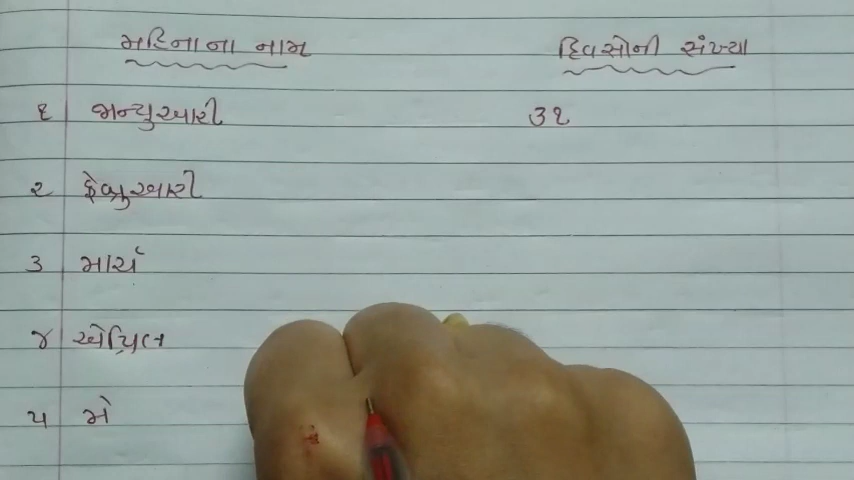 મહિનાના નામ દિવસોની સંખ્યા
૧ જાન્યુઆરી ૩૧
૨ ફેબ્રુઆરી
૩ માર્ચ
૪ એપ્રિલ
૫ મે